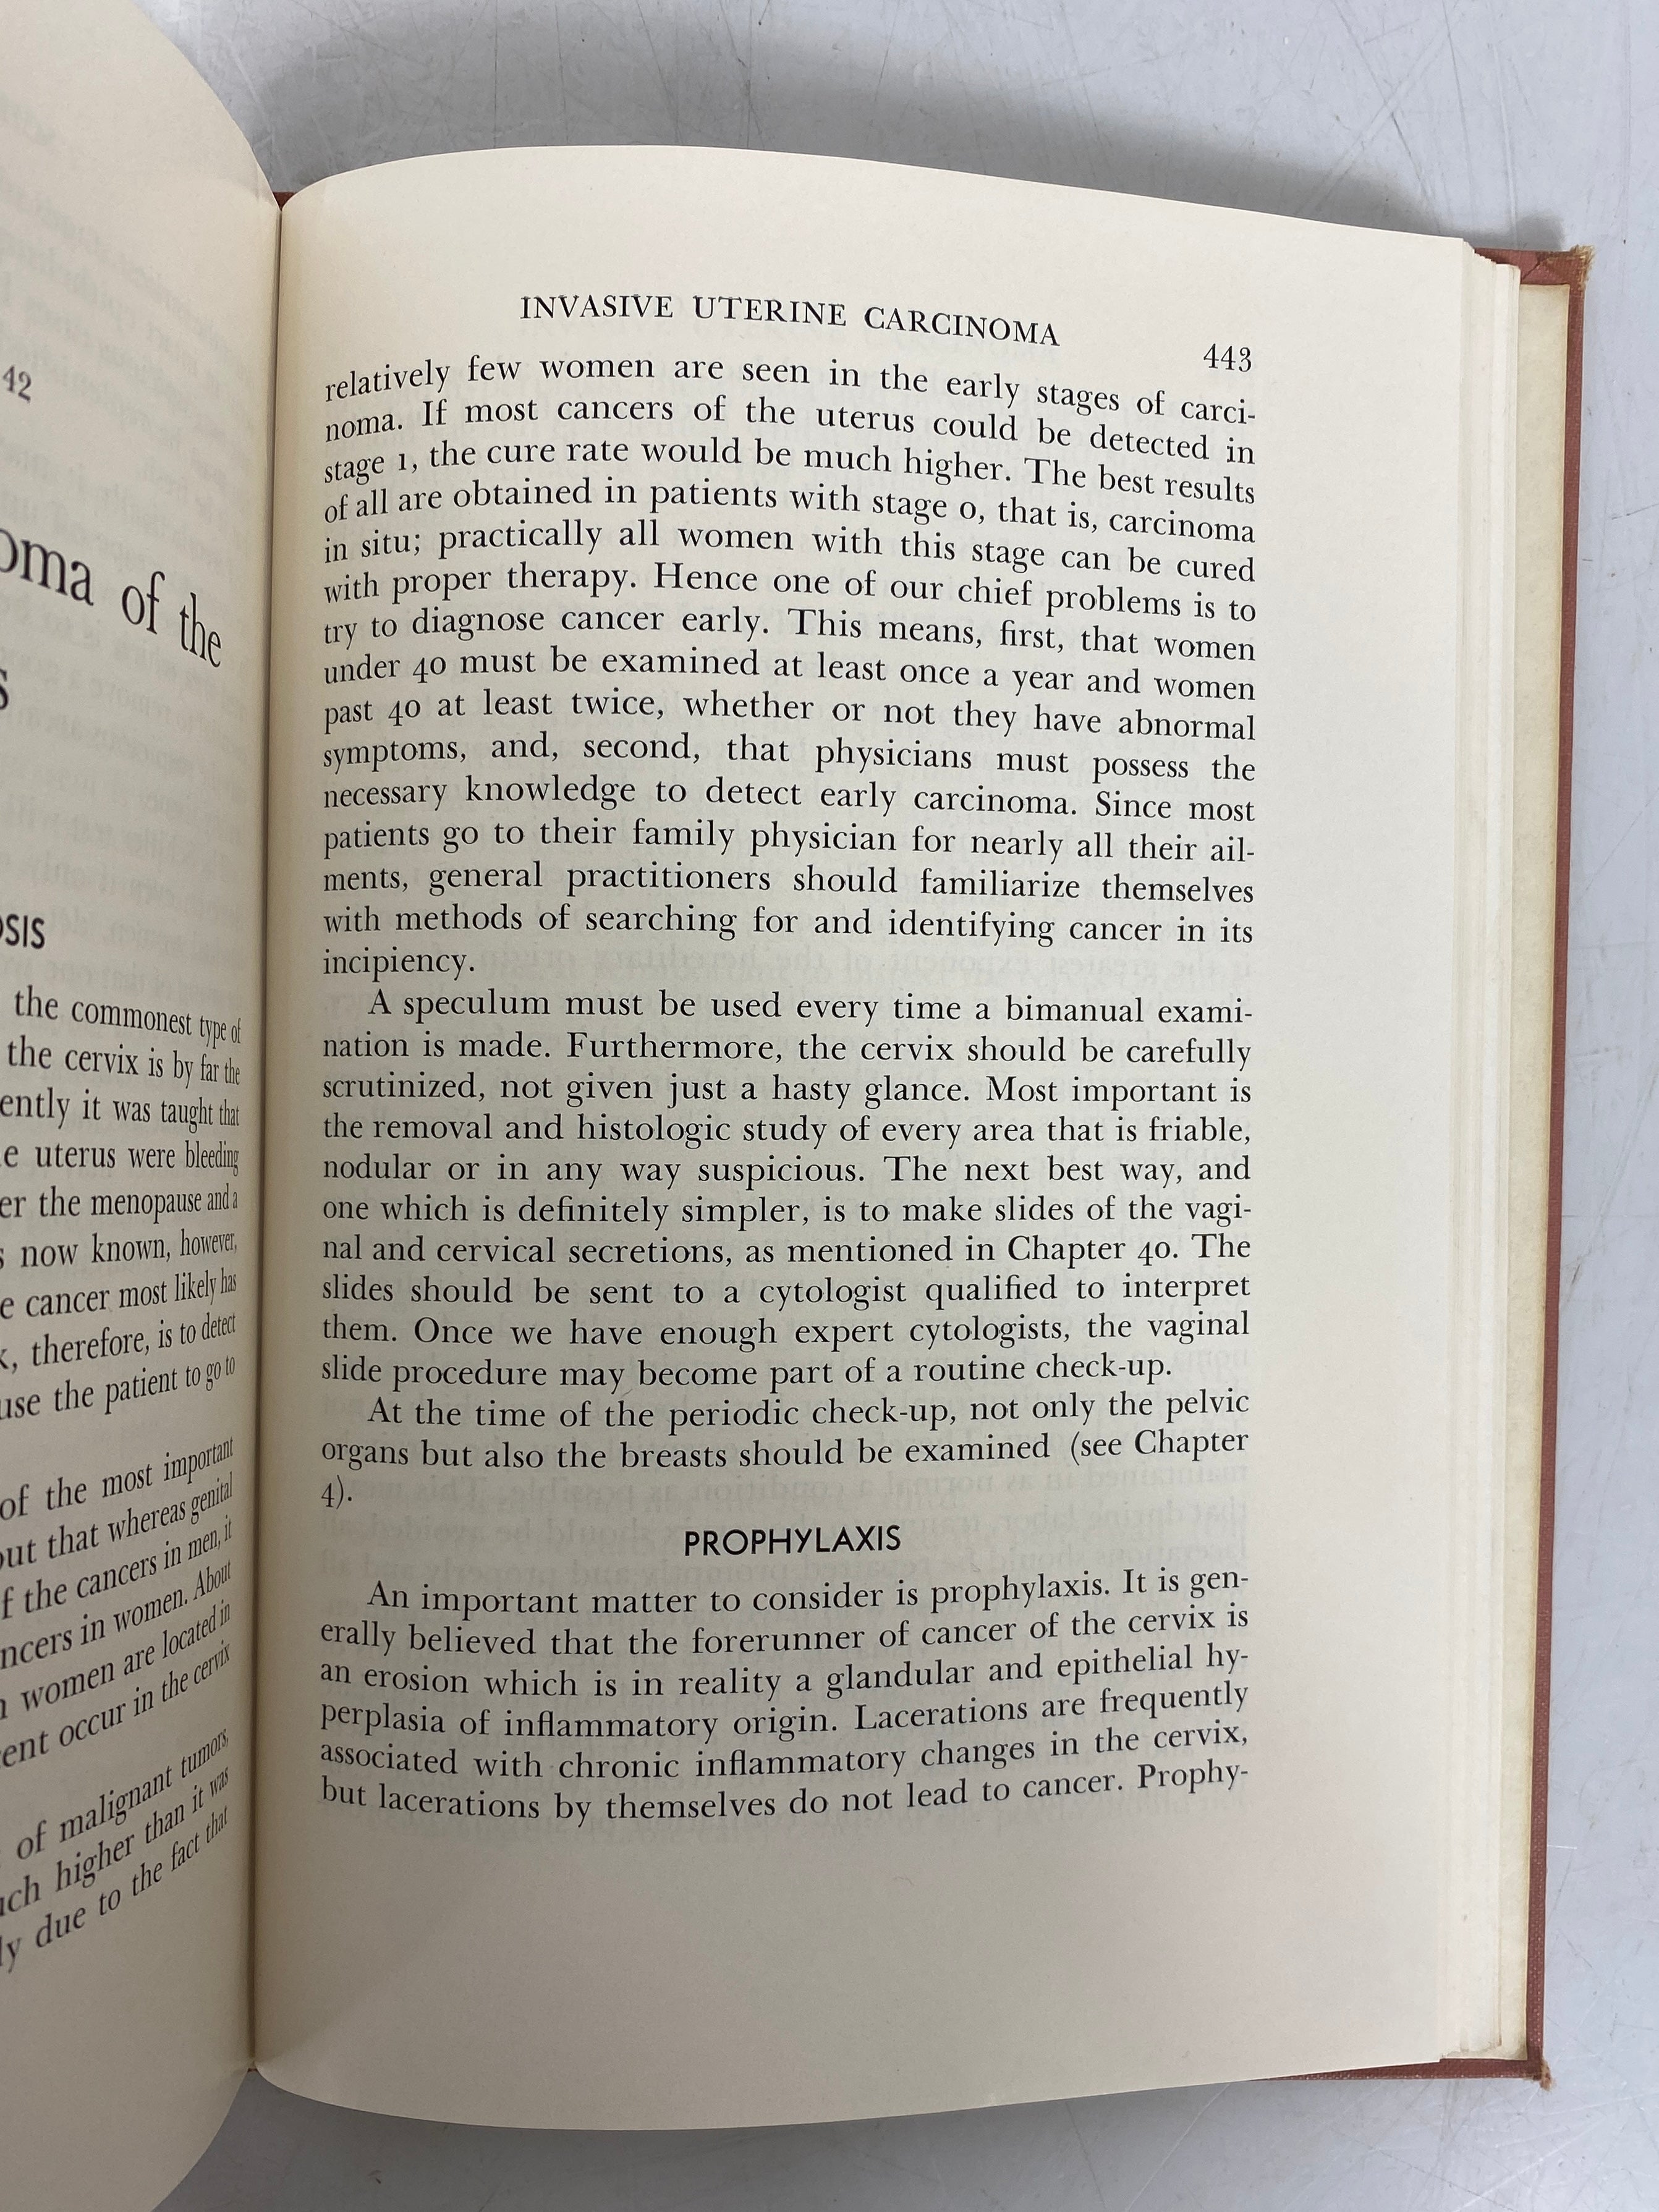 42
oma of the
s
OSIS
the commonest type of
the cervix is by far the
ently it was taught that
e uterus were bleeding
er the menopause and a
s now known, however,
e cancer most likely has
k, therefore, is to detect
use the patient to go to
of the most important
out that whereas genital
f the cancers in men, it
ncers in women. About
n women are located in
ent occur in the cervix
of malignant tumors,
uch higher than it was
ly due to the fact that
INVASIVE UTERINE CARCINOMA
443
relatively few women are seen in the early stages of carci-
noma. If most cancers of the uterus could be detected in
stage 1, the cure rate would be much higher. The best results
of all are obtained in patients with stage 0, that is, carcinoma
in situ; practically all women with this stage can be cured
with proper therapy. Hence one of our chief problems is to
try to diagnose cancer early. This means, first, that women
under 40 must be examined at least once a year and women
past 40 at least twice, whether or not they have abnormal
symptoms, and, second, that physicians must possess the
necessary knowledge to detect early carcinoma. Since most
patients go to their family physician for nearly all their ail-
ments, general practitioners should familiarize themselves
with methods of searching for and identifying cancer in its
incipiency.
A speculum must be used every time a bimanual exami-
nation is made. Furthermore, the cervix should be carefully
scrutinized, not given just a hasty glance. Most important is
the removal and histologic study of every area that is friable,
nodular or in any way suspicious. The next best way, and
one which is definitely simpler, is to make slides of the vagi-
nal and cervical secretions, as mentioned in Chapter 40. The
slides should be sent to a cytologist qualified to interpret
them. Once we have enough expert cytologists, the vaginal
slide procedure may become part of a routine check-up.
At the time of the periodic check-up, not only the pelvic
organs but also the breasts should be examined (see Chapter
4).
PROPHYLAXIS
An important matter to consider is prophylaxis. It is gen-
erally believed that the forerunner of cancer of the cervix is
an erosion which is in reality a glandular and epithelial hy-
perplasia of inflammatory origin. Lacerations are frequently
associated with chronic inflammatory changes in the cervix,
but lacerations by themselves do not lead to cancer. Prophy-